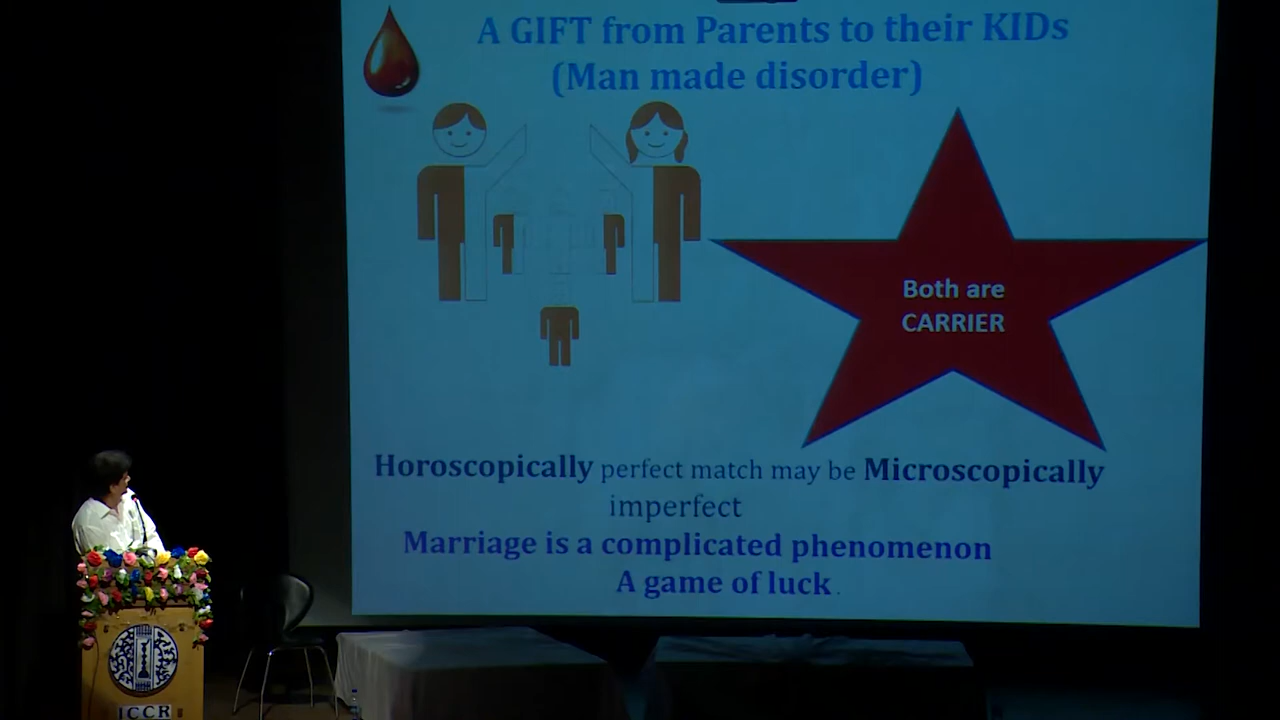 A GIFT from Parents to their KIDs
(Man made disorder)
Both are
CARRIER
Horoscopically perfect match may be Microscopically
imperfect
Marriage is a complicated phenomenon
A game of luck.
ICCR